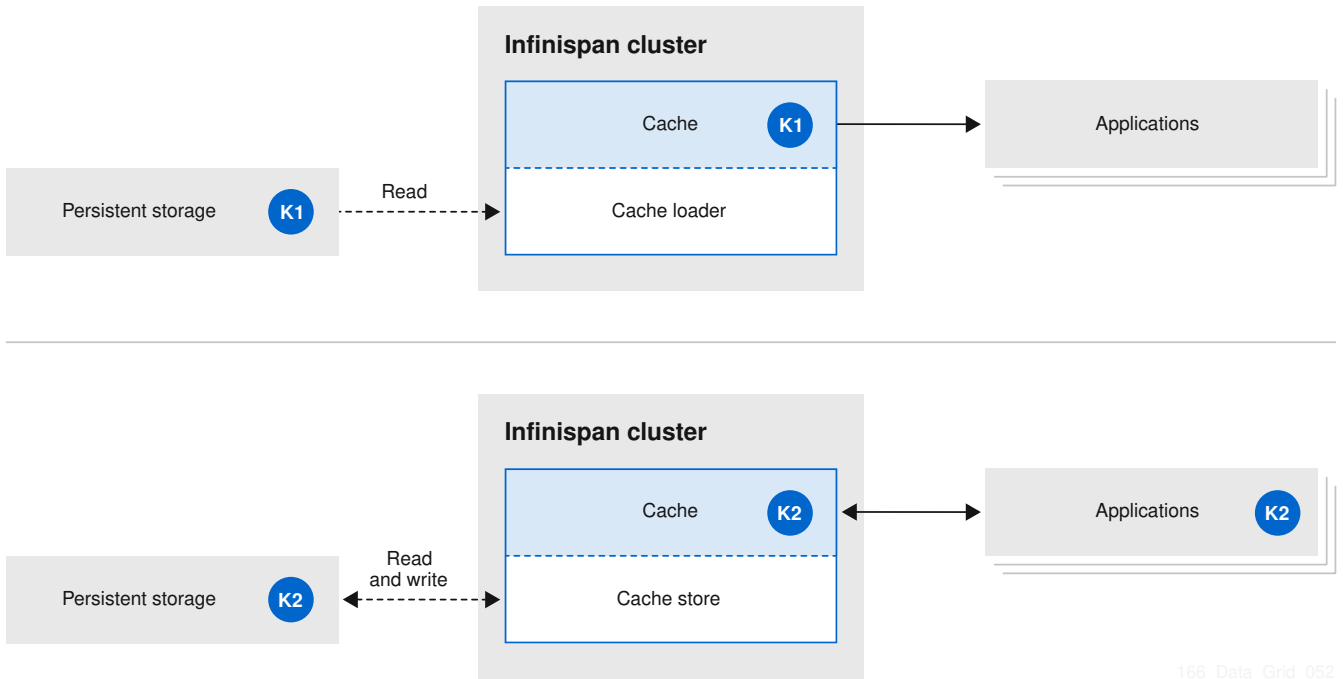 Infinispan cluster
Cache K1
Applications
Read
Persistent storage K1
Cache loader
Infinispan cluster
Cache K2
Applications K2
Read
and write
Persistent storage K2
Cache store
166_Data_Grid_052